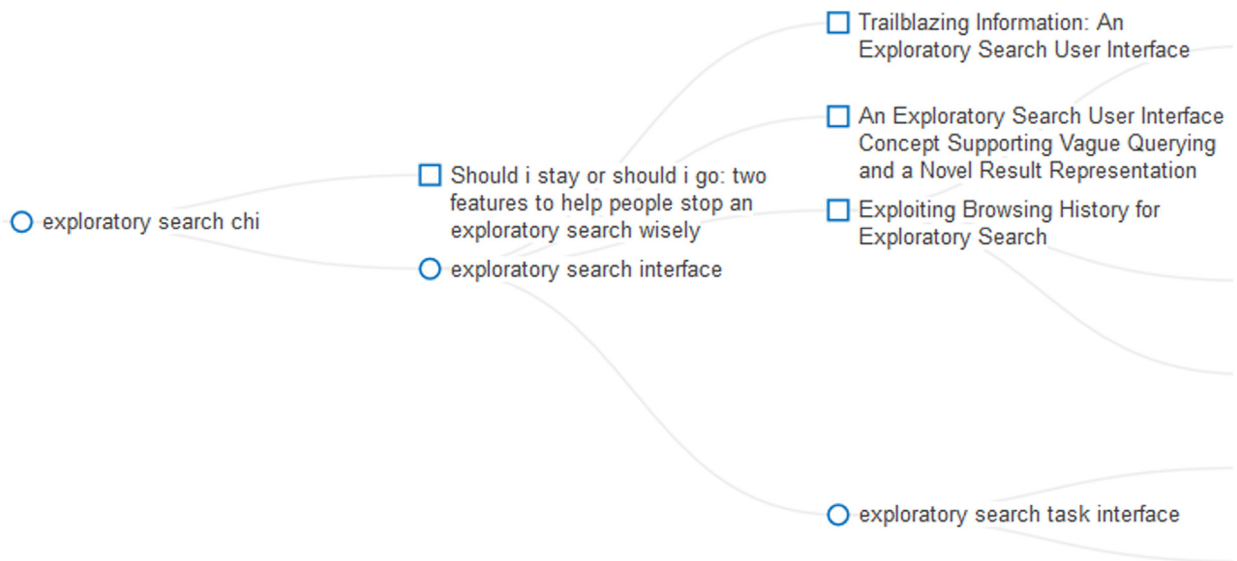 Trailblazing Information: An
Exploratory Search User Interface
An Exploratory Search User Interface
Concept Supporting Vague Querying
and a Novel Result Representation
Should i stay or should i go: two
features to help people stop an
exploratory search wisely
exploratory search chi
Exploiting Browsing History for
Exploratory Search
exploratory search interface
exploratory search task interface